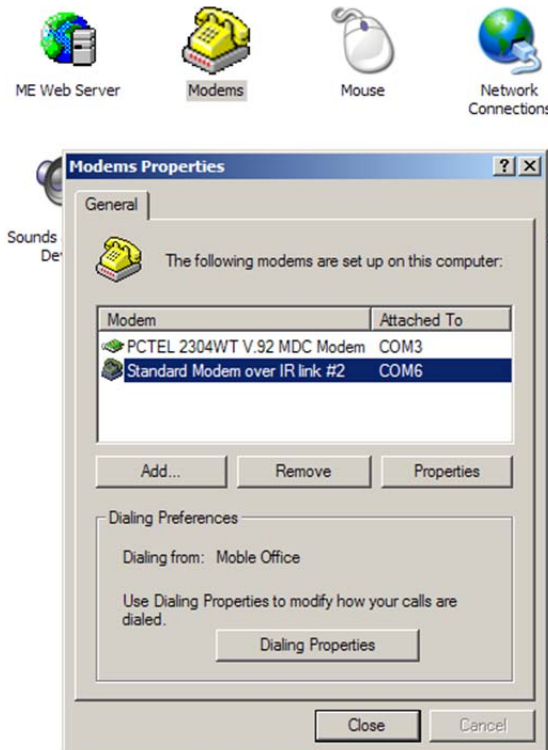 ME Web Server
Modems
Mouse
Network
Connections
Sounds
De
Modems Properties
General
The following modems are set up on this computer:
Modem Attached To
PCTEL 2304WT V.92 MDC Modem COM3
Standard Modem over IR link #2 COM6
Add... Remove Properties
Dialing Preferences
Dialing from: Moble Office
Use Dialing Properties to modify how your calls are
dialed.
Dialing Properties
Close Cancel